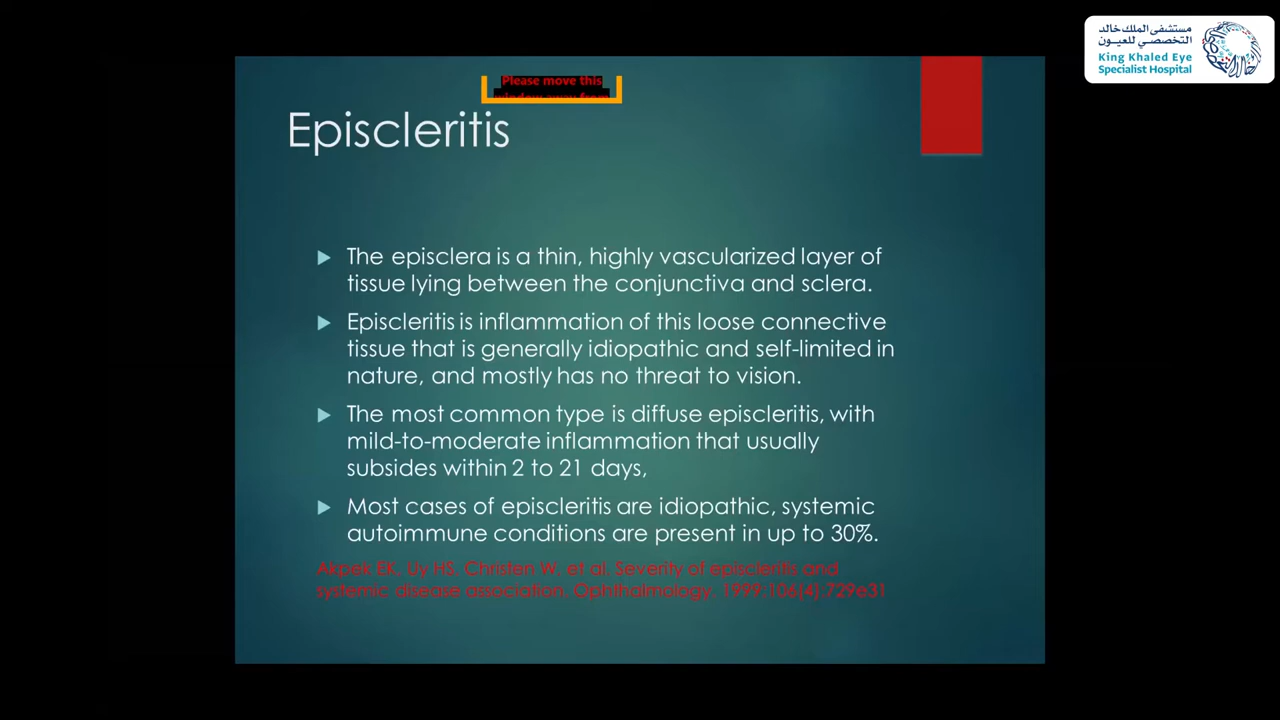 مستشفى الملك خالد
التخصصي للعيون
King Khaled Eye
Specialist Hospital
Please move this
window away from
Episcleritis
The episclera is a thin, highly vascularized layer of
tissue lying between the conjunctiva and sclera.
Episcleritis is inflammation of this loose connective
tissue that is generally idiopathic and self-limited in
nature, and mostly has no threat to vision.
The most common type is diffuse episcleritis, with
mild-to-moderate inflammation that usually
subsides within 2 to 21 days,
Most cases of episcleritis are idiopathic, systemic
autoimmune conditions are present in up to 30%.
Akpek EK, Uy HS, Christen W, et al. Severity of episcleritis and
systemic disease association. Ophthalmology. 1999;106(4):729e31